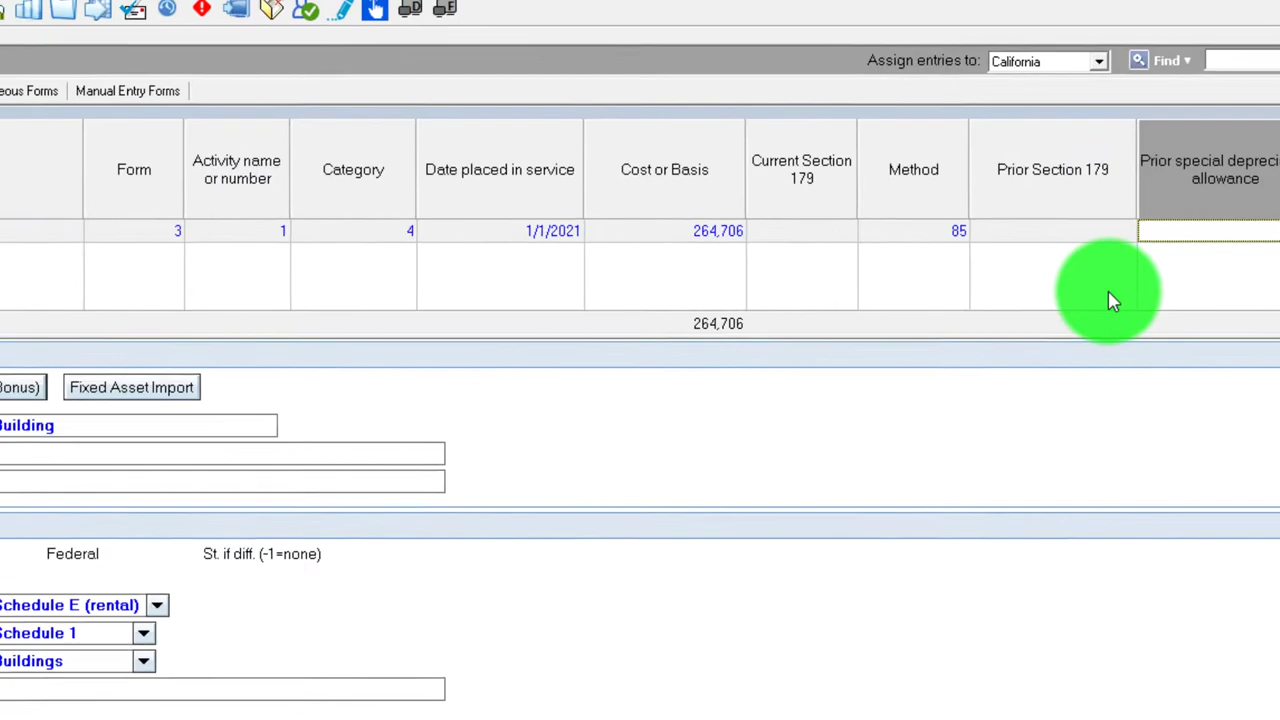 D F
Assign entries to: California Find
eous Forms Manual Entry Forms
Form Activity name or number Category Date placed in service Cost or Basis Current Section 179 Method Prior Section 179 Prior special depreci allowance
3 1 4 1/1/2021 264,706 85
264,706
Bonus) Fixed Asset Import
Building
Federal St. if diff. (-1=none)
Schedule E (rental)
Schedule 1
Buildings